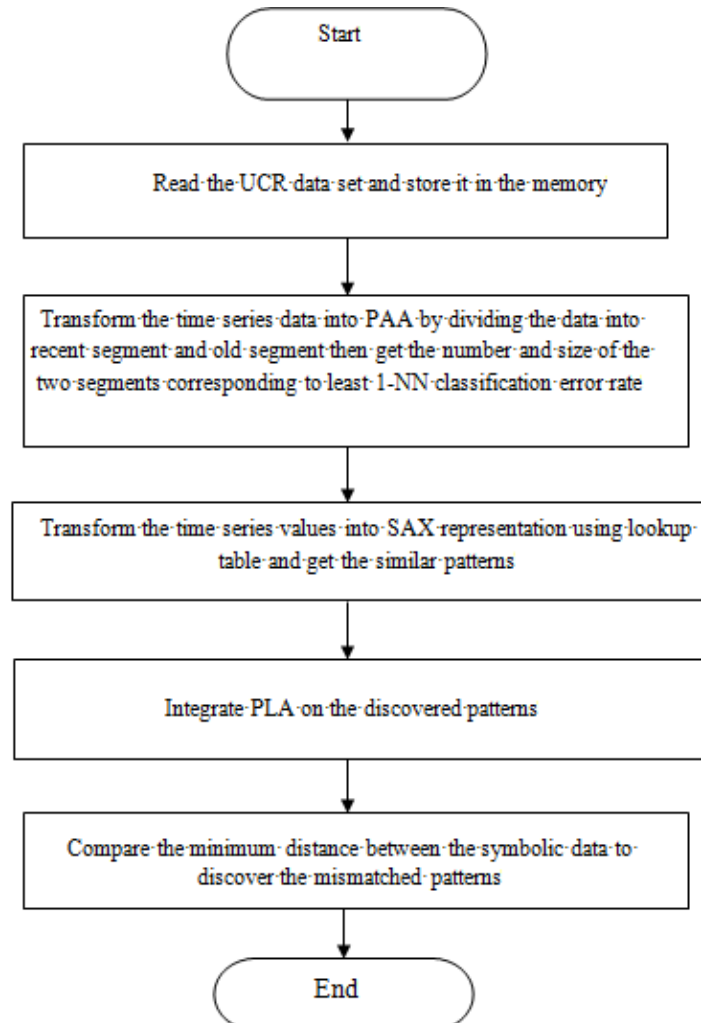 Start
Read the UCR data set and store it in the memory
Transform the time series data into PAA by dividing the data into
recent segment and old segment then get the number and size of the
two segments corresponding to least 1-NN classification error rate
Transform the time series values into SAX representation using lookup
table and get the similar patterns
Integrate PLA on the discovered patterns
Compare the minimum distance between the symbolic data to
discover the mismatched patterns
End